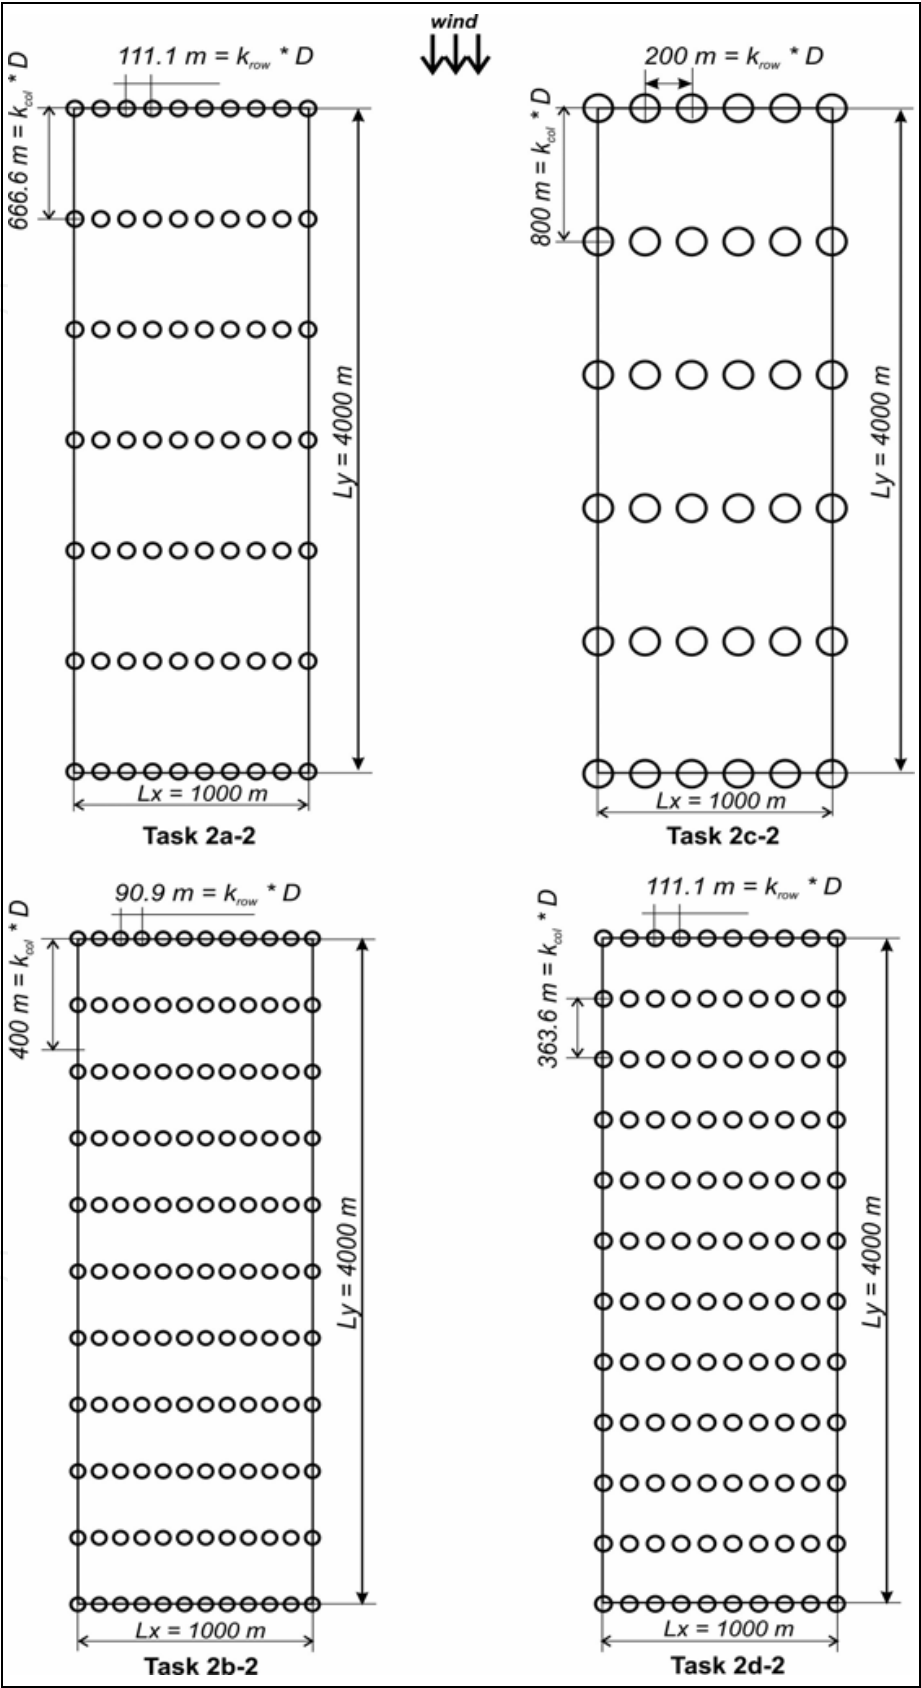 wind
111.1 m = k_row * D
666.6 m = k_col * D
Ly = 4000 m
Lx = 1000 m
Task 2a-2
200 m = k_row * D
800 m = k_col * D
Ly = 4000 m
Lx = 1000 m
Task 2c-2
90.9 m = k_row * D
400 m = k_col * D
Ly = 4000 m
Lx = 1000 m
Task 2b-2
111.1 m = k_row * D
363.6 m = k_col * D
Ly = 4000 m
Lx = 1000 m
Task 2d-2